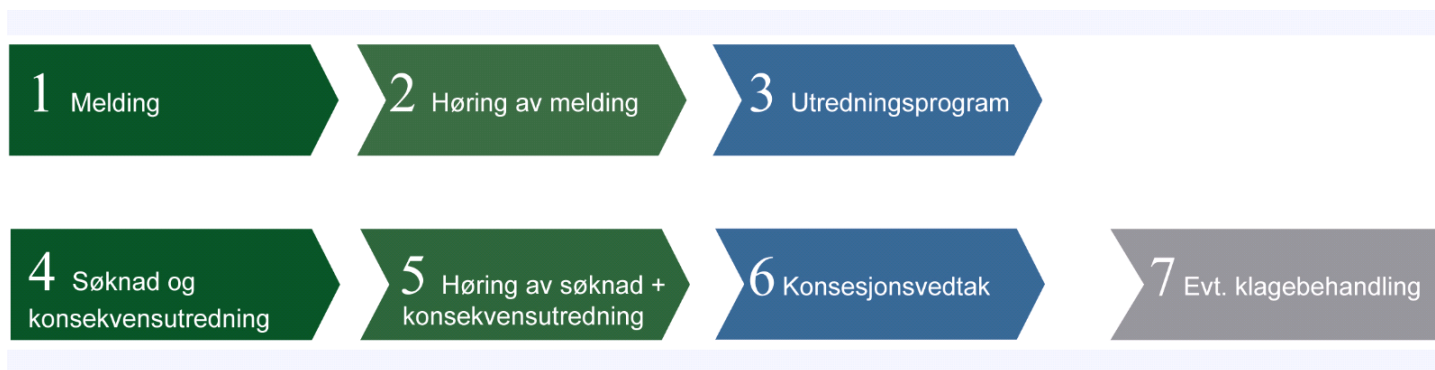 1 Melding
2 Høring av melding
3 Utredningsprogram
4 Søknad og
konsekvensutredning
5 Høring av søknad +
konsekvensutredning
6 Konsesjonsvedtak
7 Evt. klagebehandling